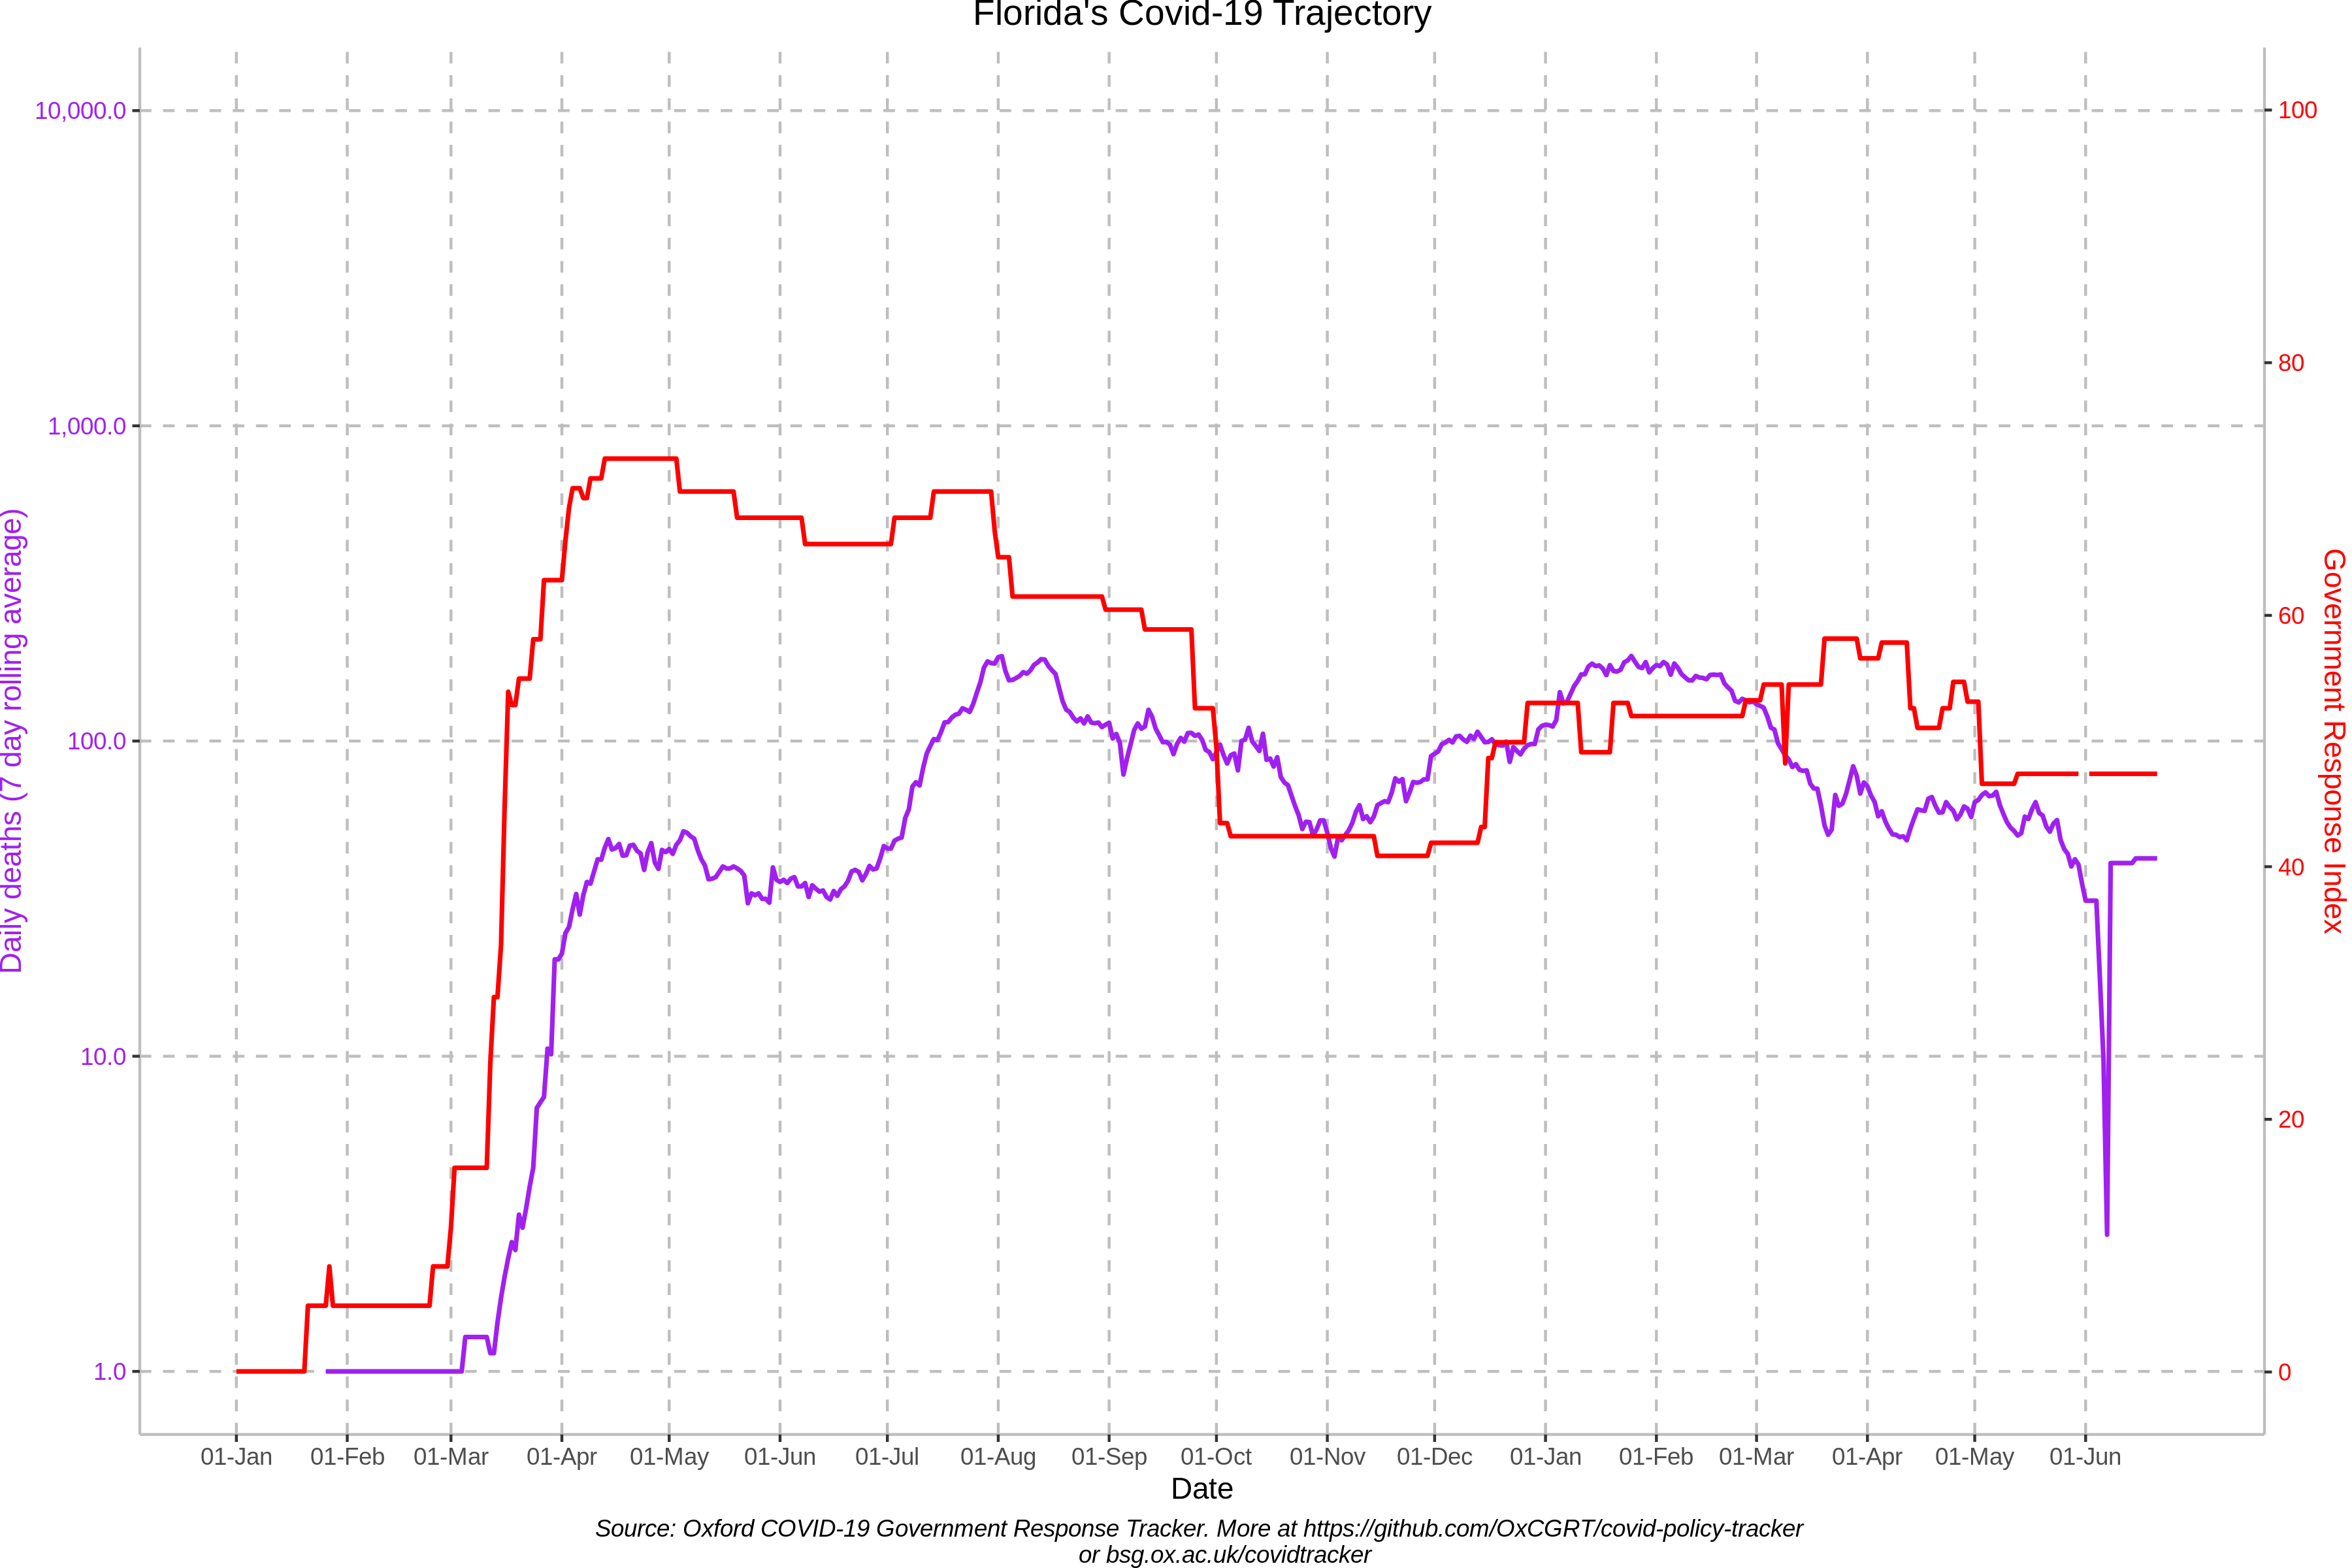 Florida's Covid-19 Trajectory
10,000.0
1,000.0
100.0
10.0
1.0
Daily deaths (7 day rolling average)
100
80
60
40
20
0
Government Response Index
01-Jan 01-Feb 01-Mar 01-Apr 01-May 01-Jun 01-Jul 01-Aug 01-Sep 01-Oct 01-Nov 01-Dec 01-Jan 01-Feb 01-Mar 01-Apr 01-May 01-Jun
Date
Source: Oxford COVID-19 Government Response Tracker. More at https://github.com/OxCGRT/covid-policy-tracker
or bsg.ox.ac.uk/covidtracker